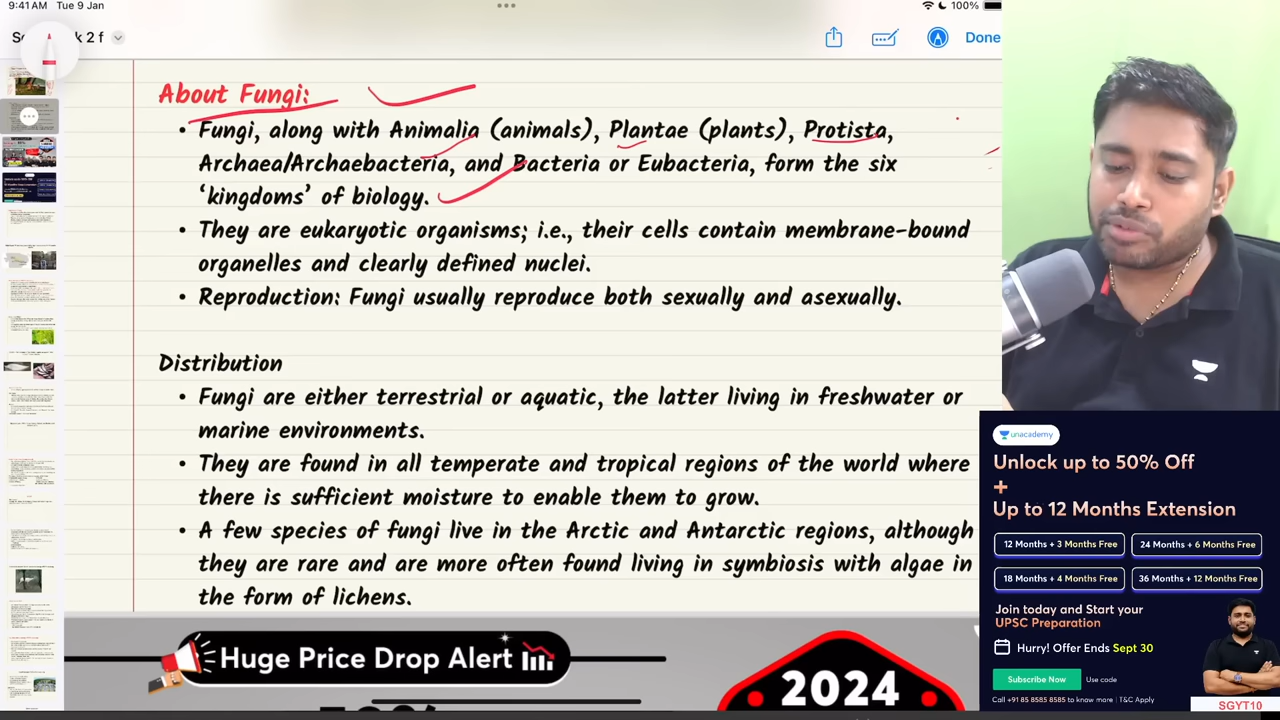 9:41 AM Tue 9 Jan
100%
Done
About Fungi:
• Fungi, along with Animalia (animals), Plantae (plants), Protista,
Archaea/Archaebacteria, and Bacteria or Eubacteria, form the six
‘kingdoms’ of biology.
• They are eukaryotic organisms; i.e., their cells contain membrane-bound
organelles and clearly defined nuclei.
• Reproduction: Fungi usually reproduce both sexually and asexually.
Distribution
• Fungi are either terrestrial or aquatic, the latter living in freshwater or
marine environments.
They are found in all temperate and tropical regions of the world where
there is sufficient moisture to enable them to grow.
• A few species of fungi live in the Arctic and Antarctic regions, although
they are rare and are more often found living in symbiosis with algae in
the form of lichens.
Huge Price Drop Alert
2024
unacademy
Unlock up to 50% Off
+
Up to 12 Months Extension
12 Months + 3 Months Free
24 Months + 6 Months Free
18 Months + 4 Months Free
36 Months + 12 Months Free
Join today and Start your
UPSC Preparation
Hurry! Offer Ends Sept 30
Subscribe Now
Use code
Call +91 85 8585 8585 to know more | T&C Apply
SGYT10